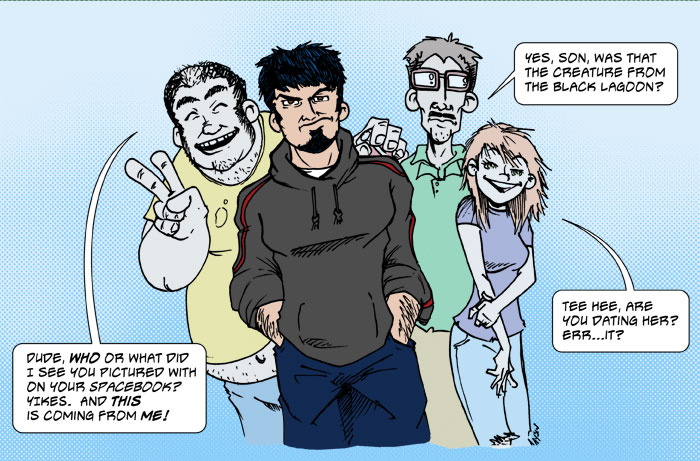 YES, SON, WAS THAT
THE CREATURE FROM
THE BLACK LAGOON?
TEE HEE, ARE
YOU DATING HER?
ERR...IT?
DUDE, WHO OR WHAT DID
I SEE YOU PICTURED WITH
ON YOUR SPACEBOOK?
YIKES. AND THIS
IS COMING FROM ME!